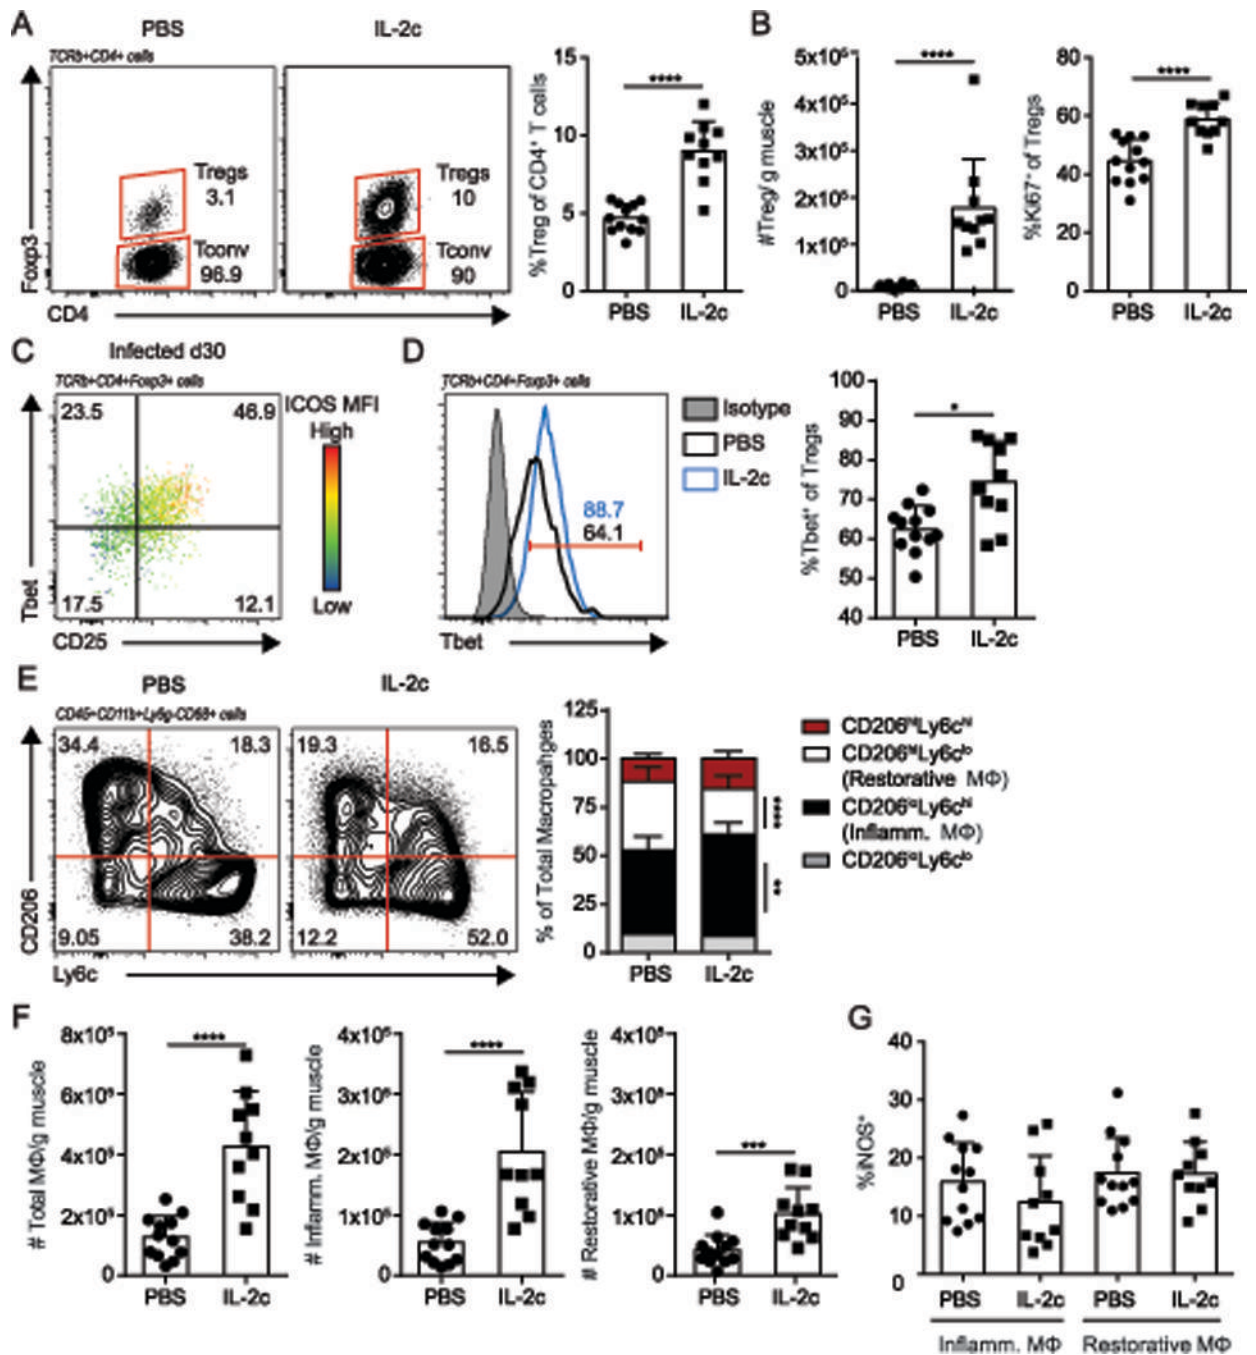 A
PBS
IL-2c
TCRb+CD4+ cells
Foxp3
Tregs
3.1
Tconv
96.9
Tregs
10
Tconv
90
CD4
%Treg of CD4⁺ T cells
15
10
5
0
****
PBS
IL-2c
B
#Treg/ g muscle
5x10⁵
4x10⁵
3x10⁵
2x10⁵
1x10⁵
0
****
PBS
IL-2c
%Ki67⁺ of Tregs
80
60
40
20
0
****
PBS
IL-2c
C
Infected d30
TCRb+CD4+Foxp3+ cells
Tbet
23.5
46.9
17.5
12.1
CD25
ICOS MFI
High
Low
D
TCRb+CD4+Foxp3+ cells
88.7
64.1
Tbet
Isotype
PBS
IL-2c
%Tbet⁺ of Tregs
100
90
80
70
60
50
40
*
PBS
IL-2c
E
PBS
IL-2c
CD45+CD11b+Ly6g-CD68+ cells
CD206
34.4
18.3
9.05
38.2
19.3
16.5
12.2
52.0
Ly6c
% of Total Macropahges
125
100
75
50
25
0
****
**
PBS
IL-2c
CD206ʰⁱLy6cʰⁱ
CD206ʰⁱLy6cˡᵒ
(Restorative MΦ)
CD206ˡᵒLy6cʰⁱ
(Inflamm. MΦ)
CD206ˡᵒLy6cˡᵒ
F
# Total MΦ/g muscle
8x10⁵
6x10⁵
4x10⁵
2x10⁵
0
****
PBS
IL-2c
# Inflamm. MΦ/g muscle
4x10⁵
3x10⁵
2x10⁵
1x10⁵
0
****
PBS
IL-2c
# Restorative MΦ/g muscle
4x10⁵
3x10⁵
2x10⁵
1x10⁵
0
***
PBS
IL-2c
G
%iNOS⁺
40
30
20
10
0
PBS
IL-2c
PBS
IL-2c
Inflamm. MΦ
Restorative MΦ